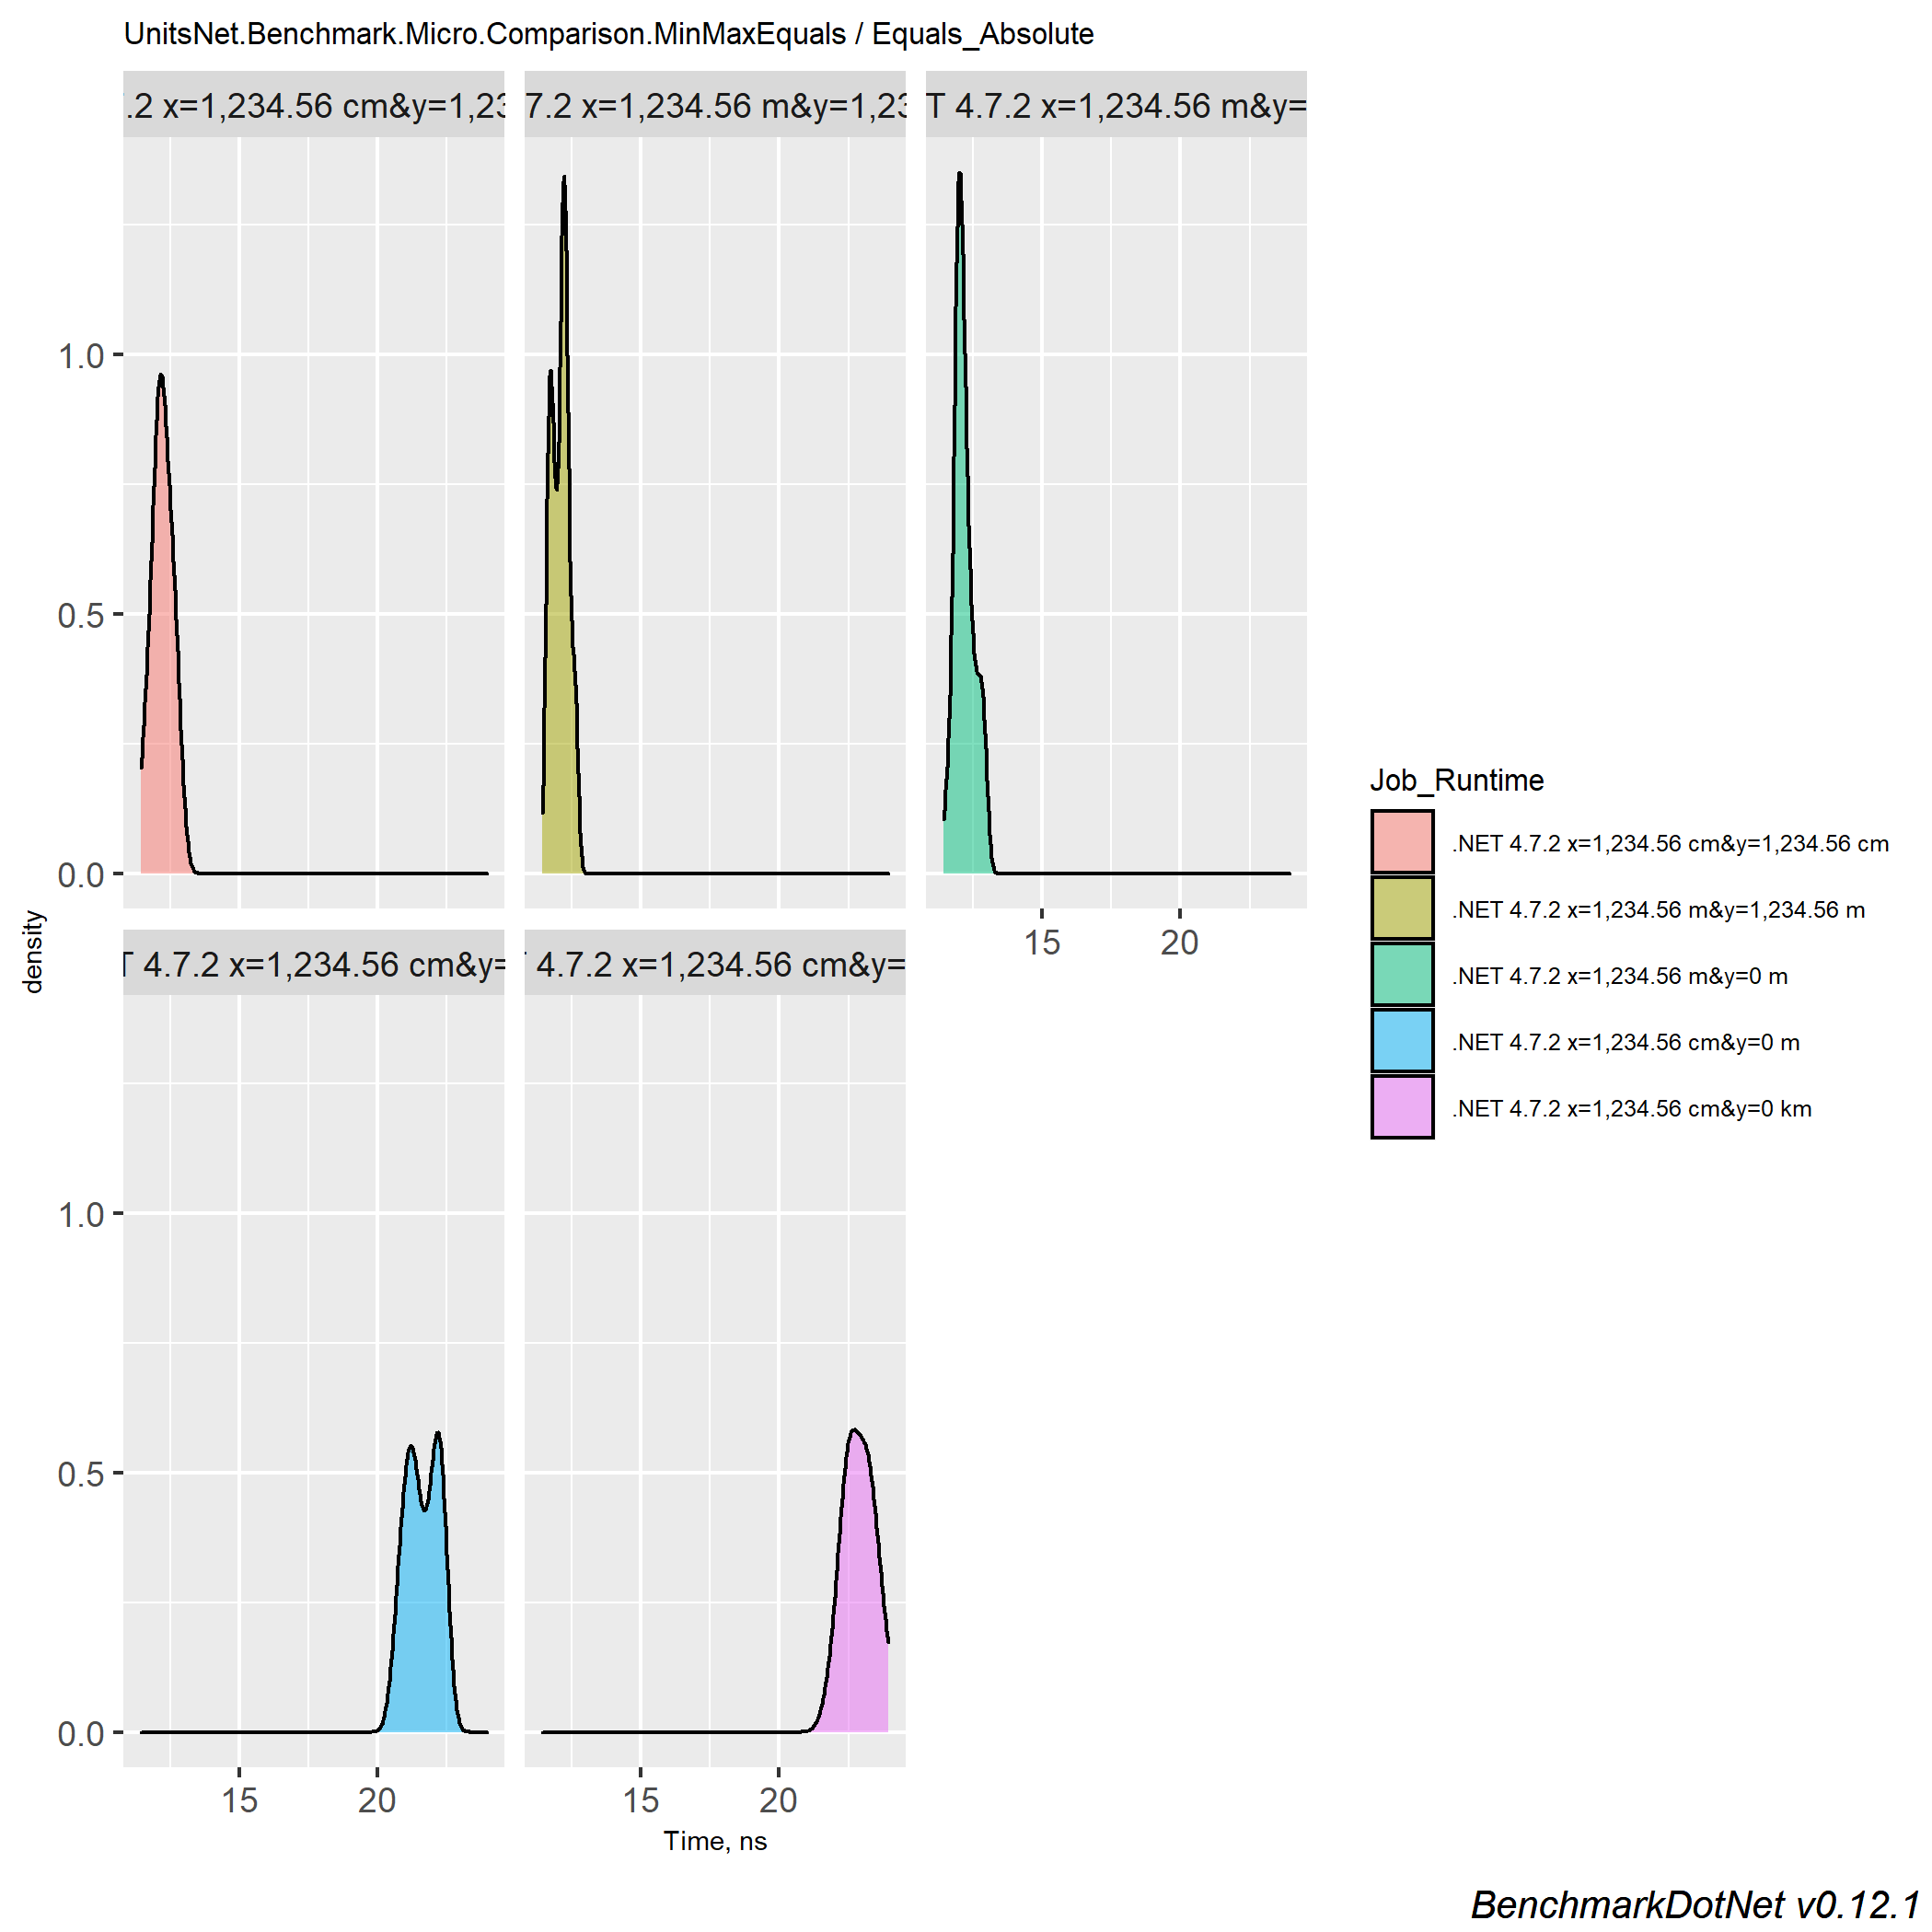 UnitsNet.Benchmark.Micro.Comparison.MinMaxEquals / Equals_Absolute
.2 x=1,234.56 cm&y=1,23
7.2 x=1,234.56 m&y=1,23
T 4.7.2 x=1,234.56 m&y=
1.0
0.5
0.0
15 20
T 4.7.2 x=1,234.56 cm&y=
4.7.2 x=1,234.56 cm&y=
1.0
0.5
0.0
15 20
15 20
Time, ns
density
Job_Runtime
.NET 4.7.2 x=1,234.56 cm&y=1,234.56 cm
.NET 4.7.2 x=1,234.56 m&y=1,234.56 m
.NET 4.7.2 x=1,234.56 m&y=0 m
.NET 4.7.2 x=1,234.56 cm&y=0 m
.NET 4.7.2 x=1,234.56 cm&y=0 km
BenchmarkDotNet v0.12.1